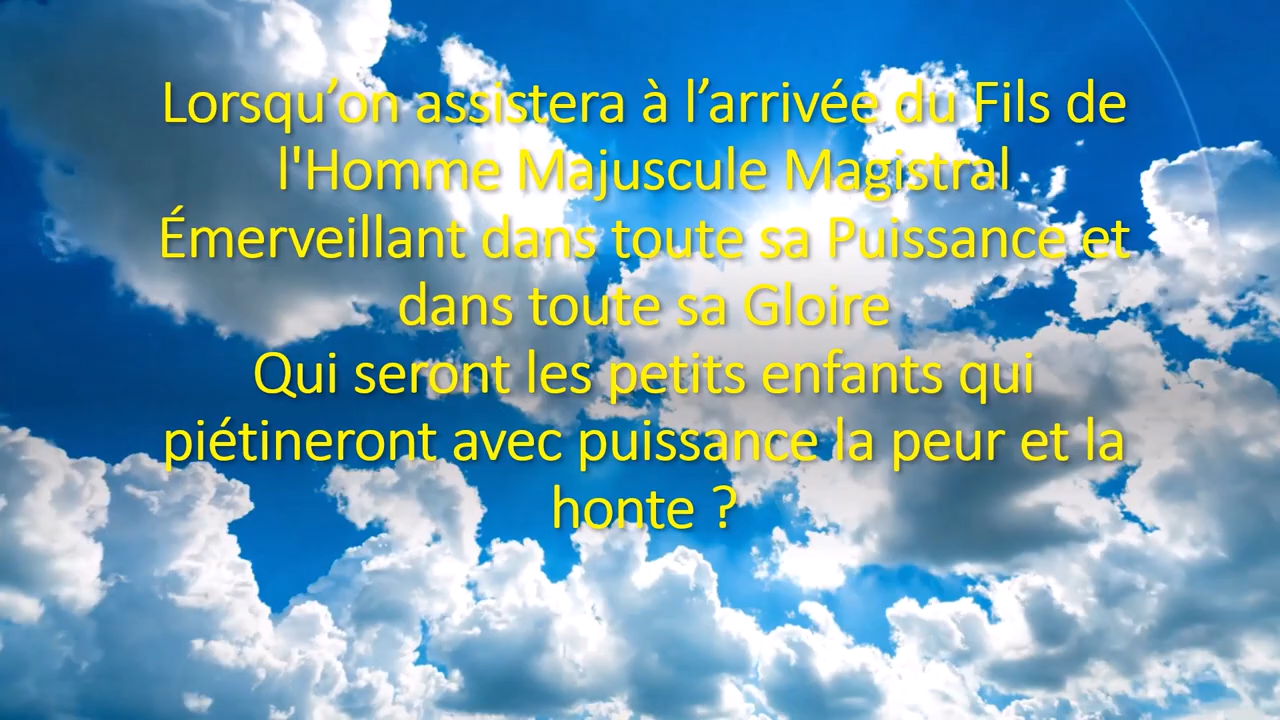 Lorsqu’on assistera à l’arrivée du Fils de
l'Homme Majuscule Magistral
Émerveillant dans toute sa Puissance et
dans toute sa Gloire
Qui seront les petits enfants qui
piétineront avec puissance la peur et la
honte ?